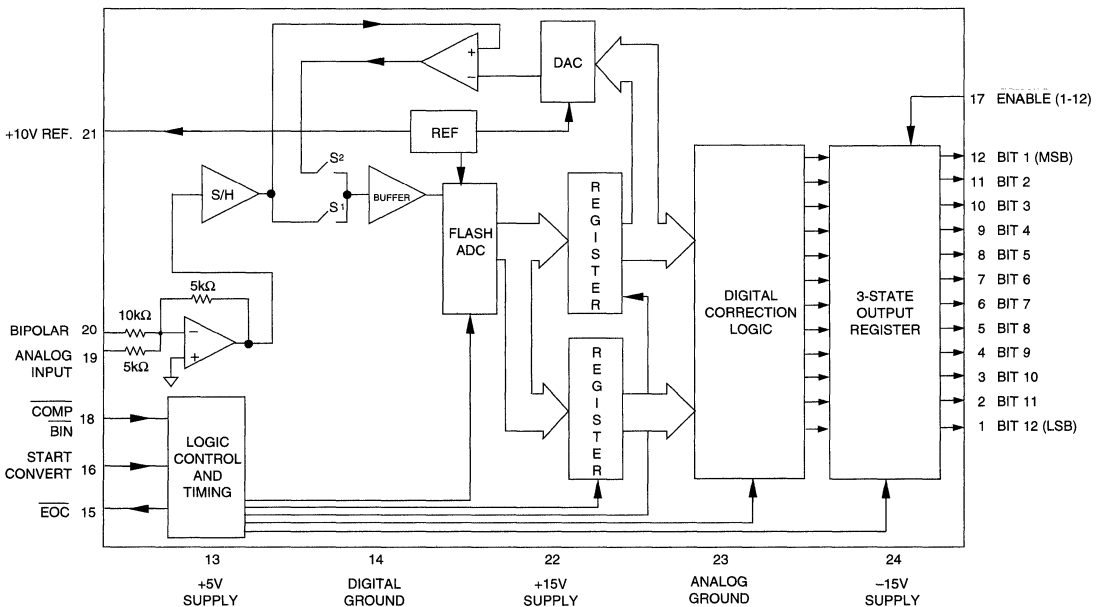 +
−
DAC
17 ENABLE (1-12)
+10V REF. 21
REF
S2
S/H
S1
BUFFER
FLASH
ADC
REGISTER
DIGITAL
CORRECTION
LOGIC
3-STATE
OUTPUT
REGISTER
12 BIT 1 (MSB)
11 BIT 2
10 BIT 3
9 BIT 4
8 BIT 5
7 BIT 6
6 BIT 7
5 BIT 8
4 BIT 9
3 BIT 10
2 BIT 11
1 BIT 12 (LSB)
5kΩ
10kΩ
BIPOLAR 20
ANALOG 19
INPUT
5kΩ
−
+
REGISTER
COMP 18
BIN
START
CONVERT 16
EOC 15
LOGIC
CONTROL
AND
TIMING
13
+5V
SUPPLY
14
DIGITAL
GROUND
22
+15V
SUPPLY
23
ANALOG
GROUND
24
−15V
SUPPLY